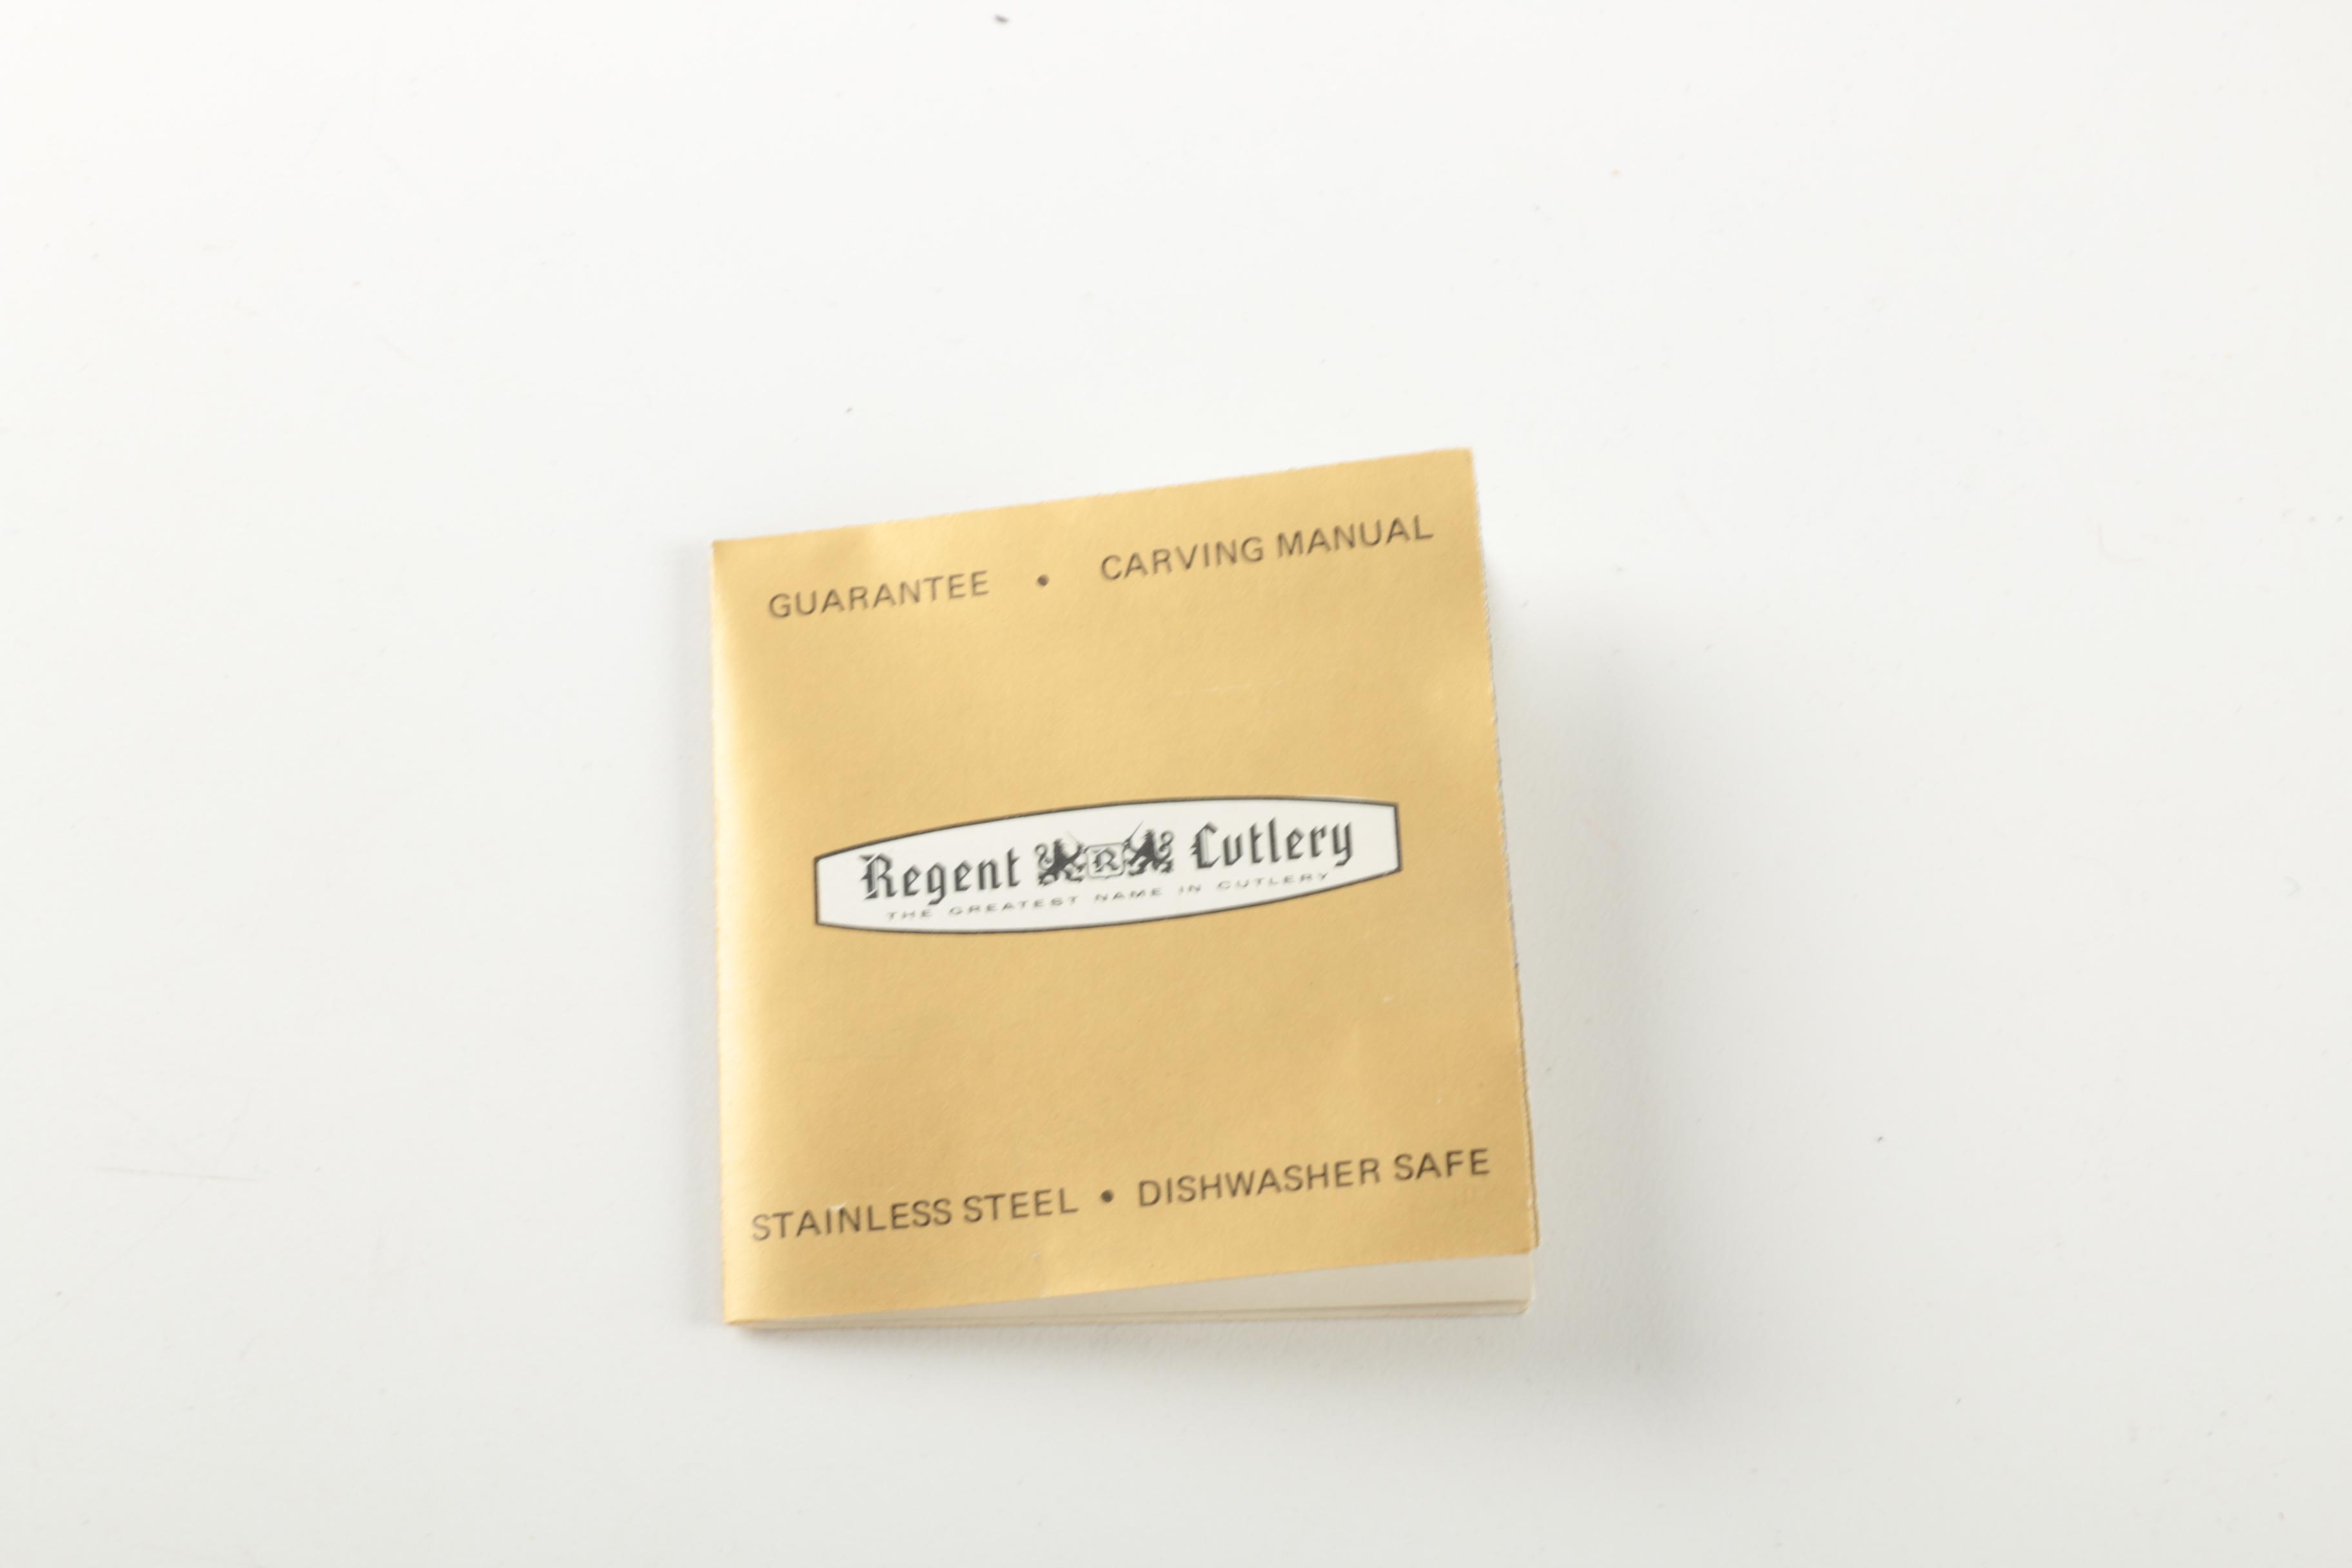 GUARANTEE • CARVING MANUAL
Regent R Cutlery
THE GREATEST NAME IN CUTLERY
STAINLESS STEEL • DISHWASHER SAFE